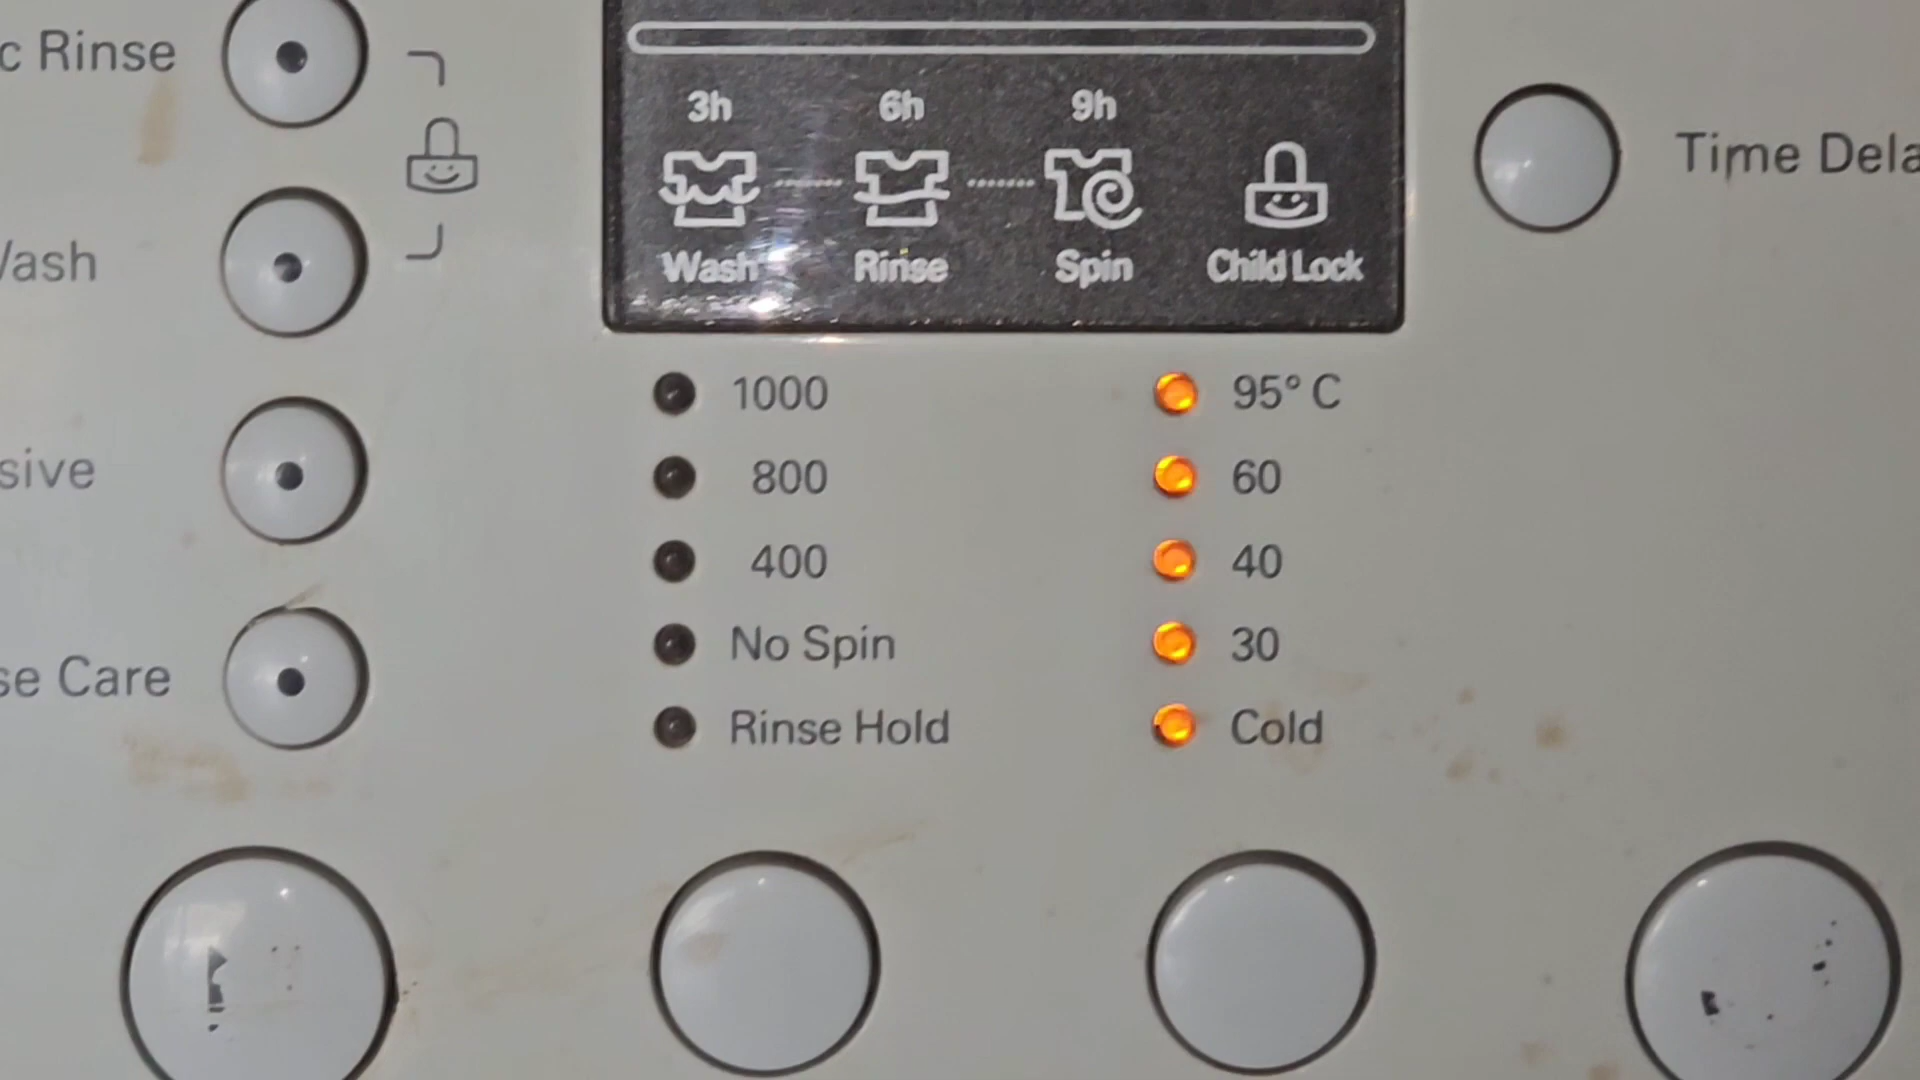 c Rinse
Wash
sive
se Care
3h 6h 9h
Wash Rinse Spin Child Lock
Time Dela
1000
800
400
No Spin
Rinse Hold
95° C
60
40
30
Cold